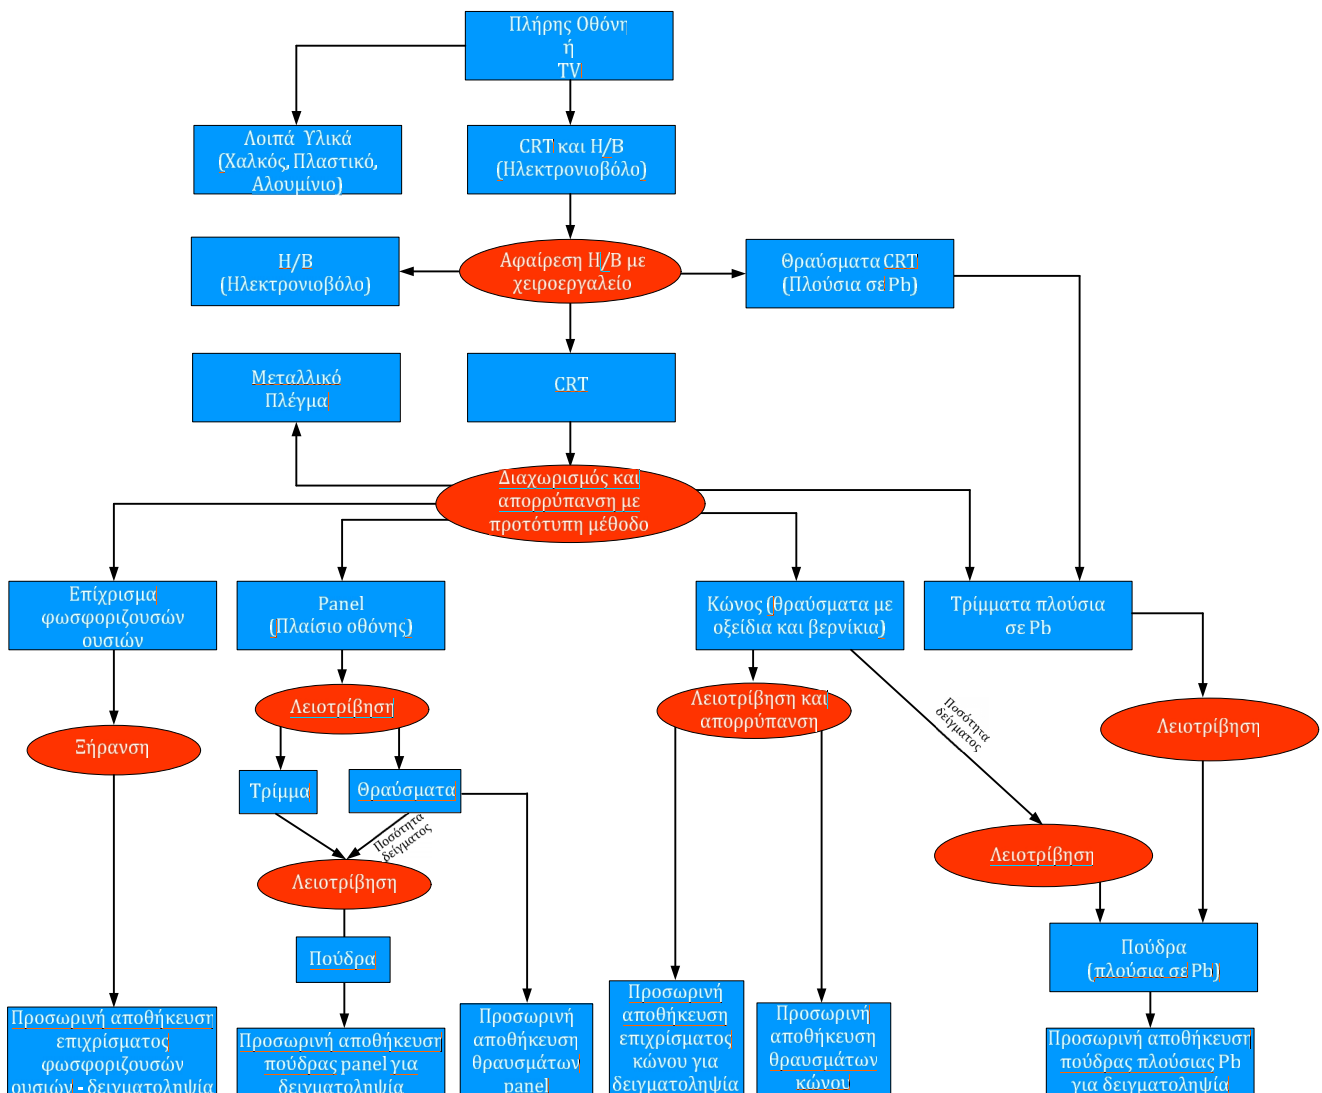 Πλήρης Οθόνη
ή
TV
Λοιπά Υλικά
(Χαλκός, Πλαστικό,
Αλουμίνιο)
CRT και Η/Β
(Ηλεκτρονιοβόλο)
Η/Β
(Ηλεκτρονιοβόλο)
Αφαίρεση Η/Β με
χειροεργαλείο
Θραύσματα CRT
(Πλούσια σε Pb)
Μεταλλικό
Πλέγμα
CRT
Διαχωρισμός και
απορρύπανση με
προτότυπη μέθοδο
Επίχρισμα
φωσφοριζουσών
ουσιών
Panel
(Πλαίσιο οθόνης)
Κώνος (θραύσματα με
οξείδια και βερνίκια)
Τρίμματα πλούσια
σε Pb
Λειοτρίβηση
Λειοτρίβηση και
απορρύπανση
Ποσότητα
δείγματος
Λειοτρίβηση
Ξήρανση
Τρίμμα
Θραύσματα
Ποσότητα
δείγματος
Λειοτρίβηση
Λειοτρίβηση
Πούδρα
Πούδρα
(πλούσια σε Pb)
Προσωρινή αποθήκευση
επιχρίσματος
φωσφοριζουσών
ουσιών - δειγματοληψία
Προσωρινή αποθήκευση
πούδρας panel για
δειγματοληψία
Προσωρινή
αποθήκευση
θραυσμάτων
panel
Προσωρινή
αποθήκευση
επιχρίσματος
κώνου για
δειγματοληψία
Προσωρινή
αποθήκευση
θραυσμάτων
κώνου
Προσωρινή αποθήκευση
πούδρας πλούσιας Pb
για δειγματοληψία